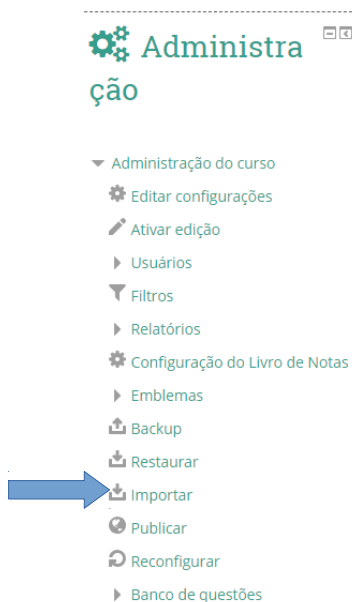 Administra
ção
Administração do curso
Editar configurações
Ativar edição
Usuários
Filtros
Relatórios
Configuração do Livro de Notas
Emblemas
Backup
Restaurar
Importar
Publicar
Reconfigurar
Banco de questões